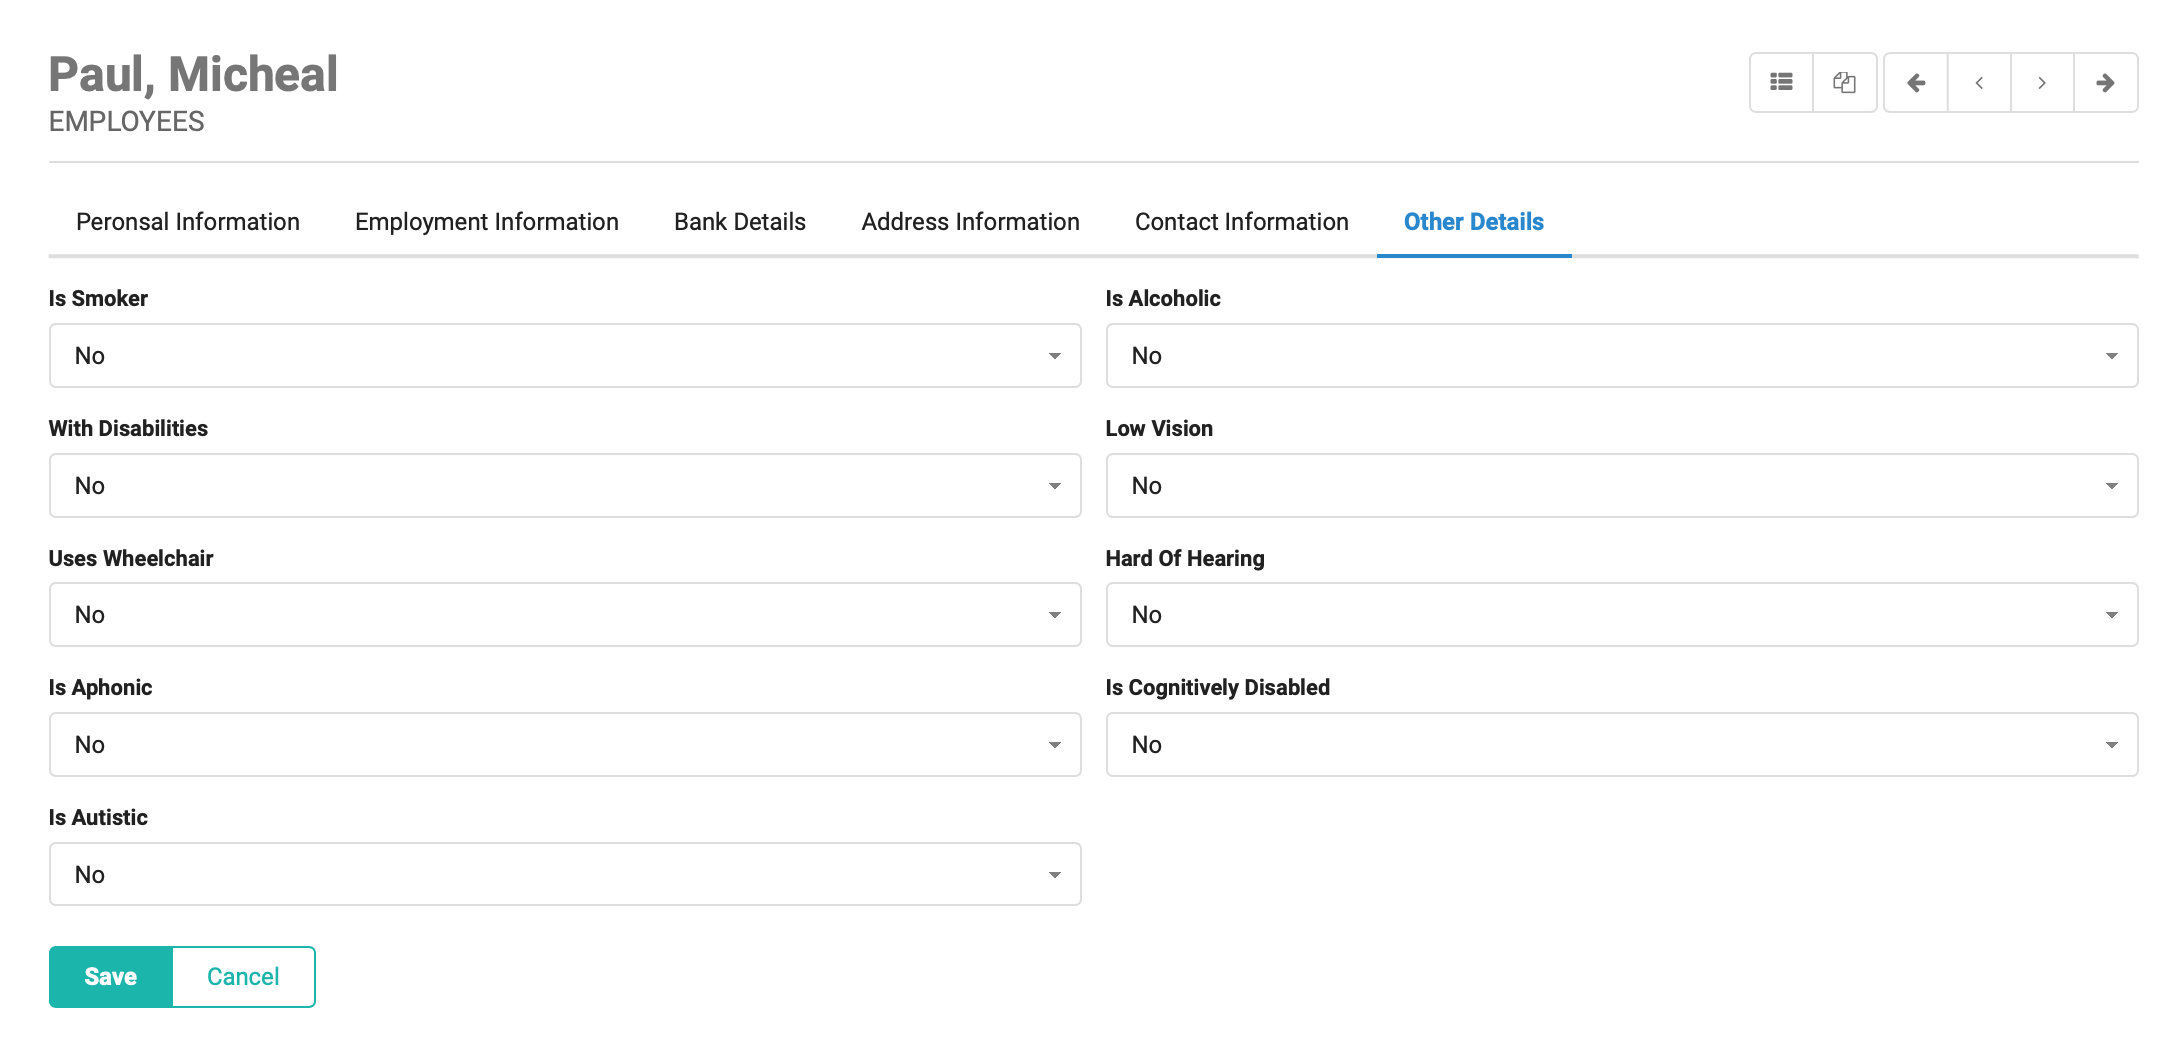 Paul, Micheal
EMPLOYEES
Peronsal Information Employment Information Bank Details Address Information Contact Information Other Details
Is Smoker Is Alcoholic
No No
With Disabilities Low Vision
No No
Uses Wheelchair Hard Of Hearing
No No
Is Aphonic Is Cognitively Disabled
No No
Is Autistic
No
Save Cancel